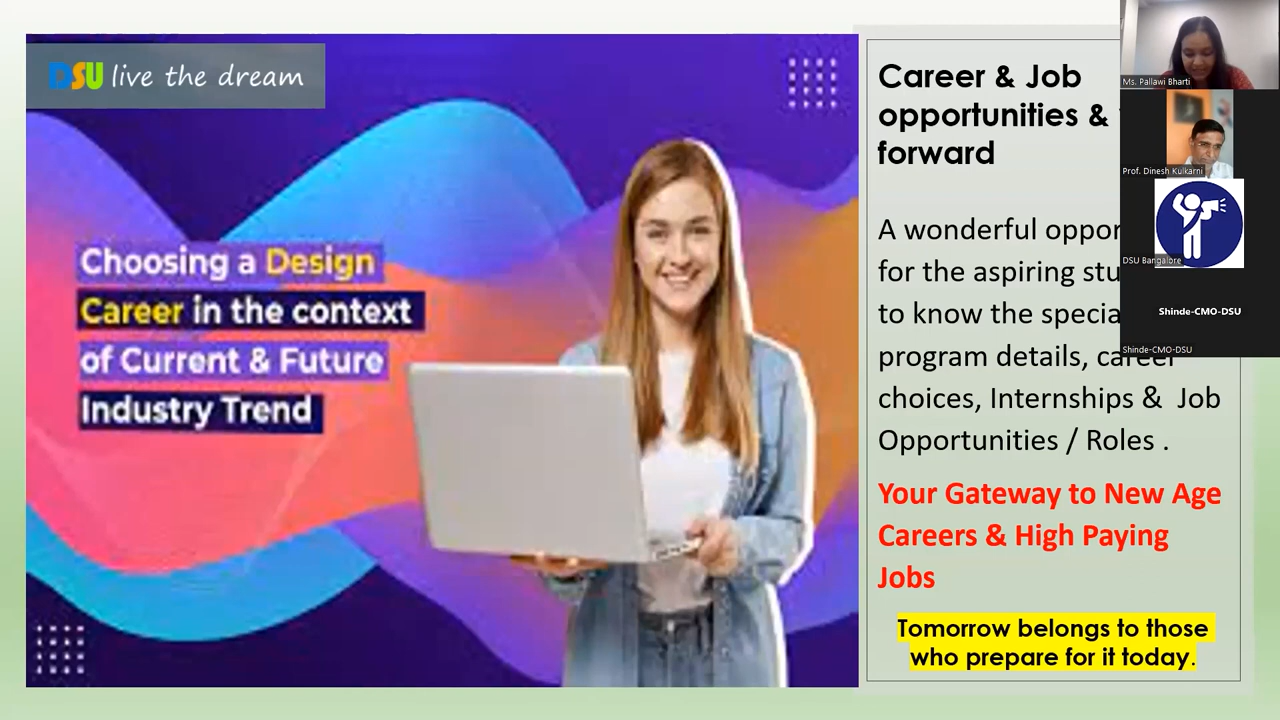 DSU live the dream
Choosing a Design
Career in the context
of Current & Future
Industry Trend
Career & Job
opportunities &
forward
A wonderful oppor
for the aspiring stu
to know the specia
program details, career
choices, Internships & Job
Opportunities / Roles .
Your Gateway to New Age
Careers & High Paying
Jobs
Tomorrow belongs to those
who prepare for it today.
Ms. Pallawi Bharti
Prof. Dinesh Kulkarni
DSU Bangalore
Shinde-CMO-DSU
Shinde-CMO-DSU